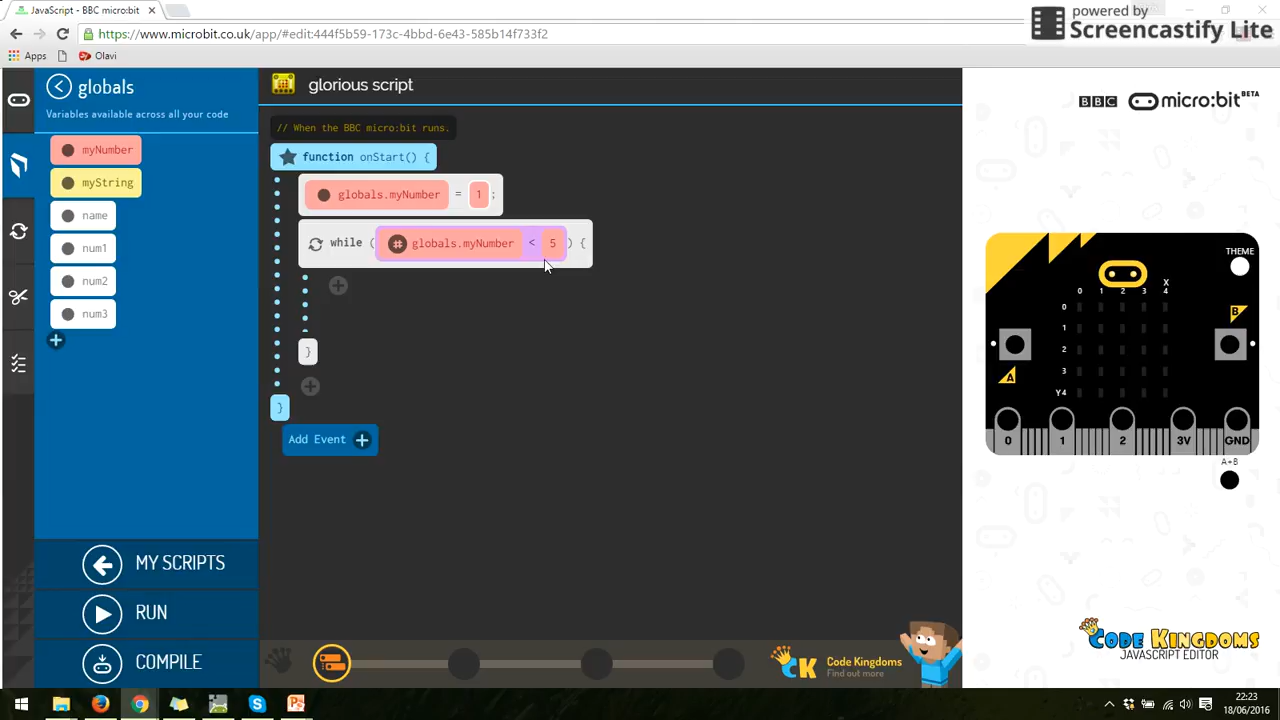 JavaScript - BBC micro:bit
powered by
Screencastify Lite
https://www.microbit.co.uk/app/#edit:444f5b59-173c-4b6d-6e43-585b14f733f2
Apps
Olavi
globals
Variables available across all your code
myNumber
myString
name
num1
num2
num3
MY SCRIPTS
RUN
COMPILE
glorious script
// When the BBC micro:bit runs.
function onStart() {
globals.myNumber = 1 ;
while ( globals.myNumber < 5 ) {
}
}
Add Event
CK Code Kingdoms
Find out more
BBC micro:bit BETA
THEME
X
0 1 2 3 4
0
1
2
3
Y4
A
B
0 1 2 3V GND
A+B
CODE KINGDOMS
JAVASCRIPT EDITOR
22:23
18/06/2016